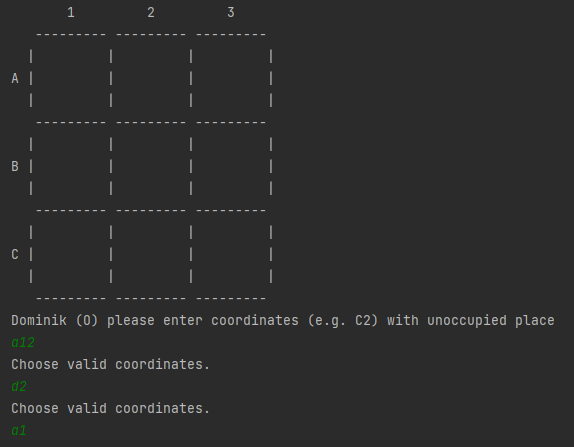 1 2 3
--------- --------- ---------
| | | |
A | | | |
| | | |
--------- --------- ---------
| | | |
B | | | |
| | | |
--------- --------- ---------
| | | |
C | | | |
| | | |
--------- --------- ---------
Dominik (O) please enter coordinates (e.g. C2) with unoccupied place
a12
Choose valid coordinates.
d2
Choose valid coordinates.
a1